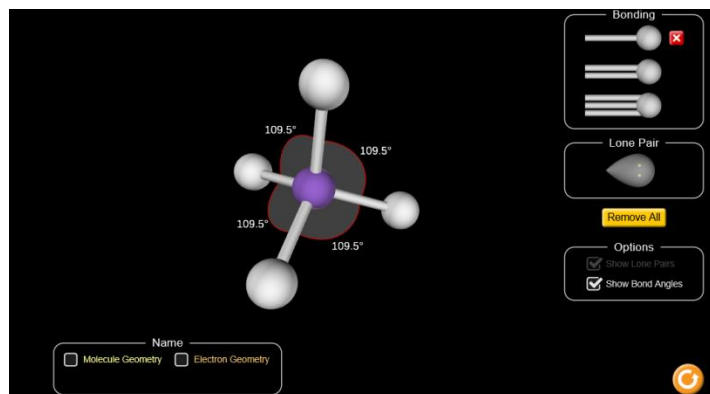 Bonding
109.5°
109.5°
Lone Pair
Remove All
109.5°
109.5°
Options
Show Lone Pairs
Show Bond Angles
Name
Molecule Geometry Electron Geometry